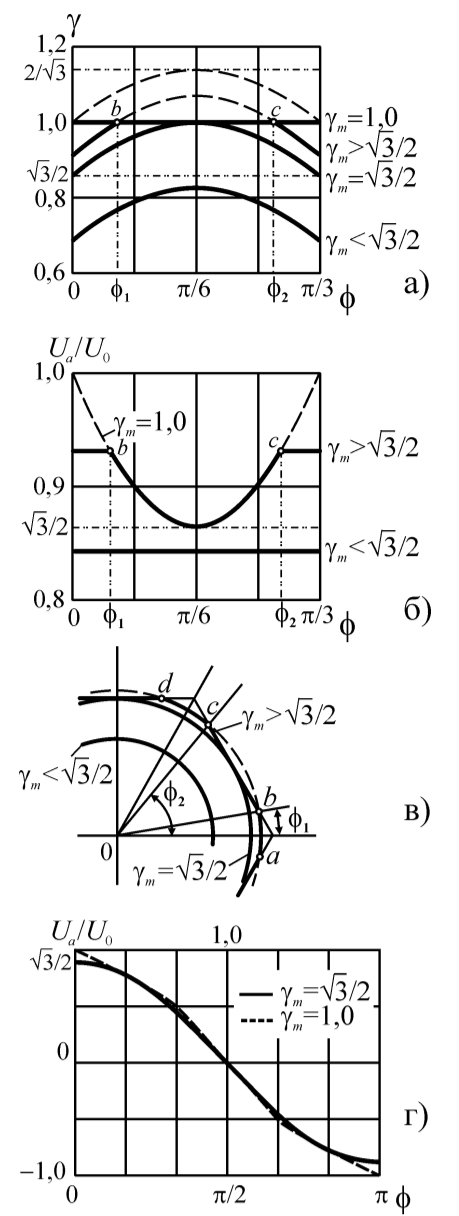 γ
1,2
2/√3
b c
1,0 γm=1,0
γm>√3/2
√3/2 γm=√3/2
0,8
γm<√3/2
0,6
0 ϕ1 π/6 ϕ2 π/3 ϕ а)
Ua/U0
1,0
γm=1,0
b c γm>√3/2
0,9
√3/2
γm<√3/2
0,8
0 ϕ1 π/6 ϕ2 π/3 ϕ б)
d c
γm>√3/2
γm<√3/2
ϕ2 b ϕ1 в)
0 a
γm=√3/2
Ua/U0 1,0
√3/2
γm=√3/2
γm=1,0
0
г)
−1,0
0 π/2 π ϕ